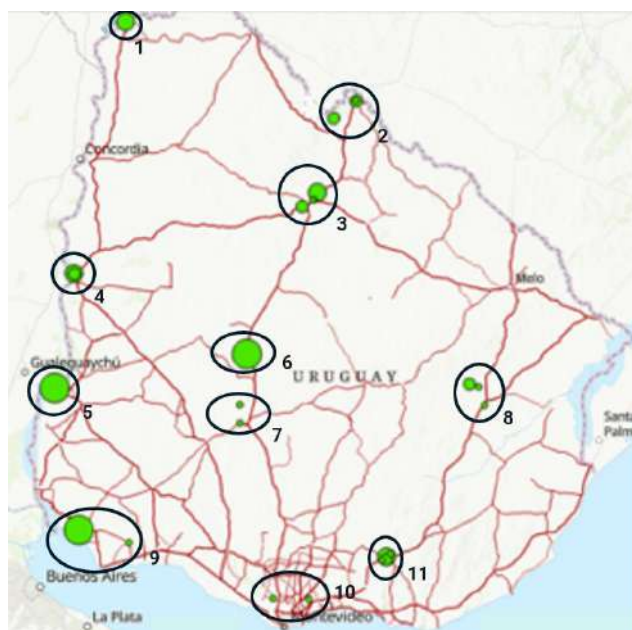 1
2
Concordia
3
4
Melo
6
Gualeguaychú
URUGUAY
5
8
Santa
Palm
7
9
11
Buenos Aires
10
La Plata
ntevideo